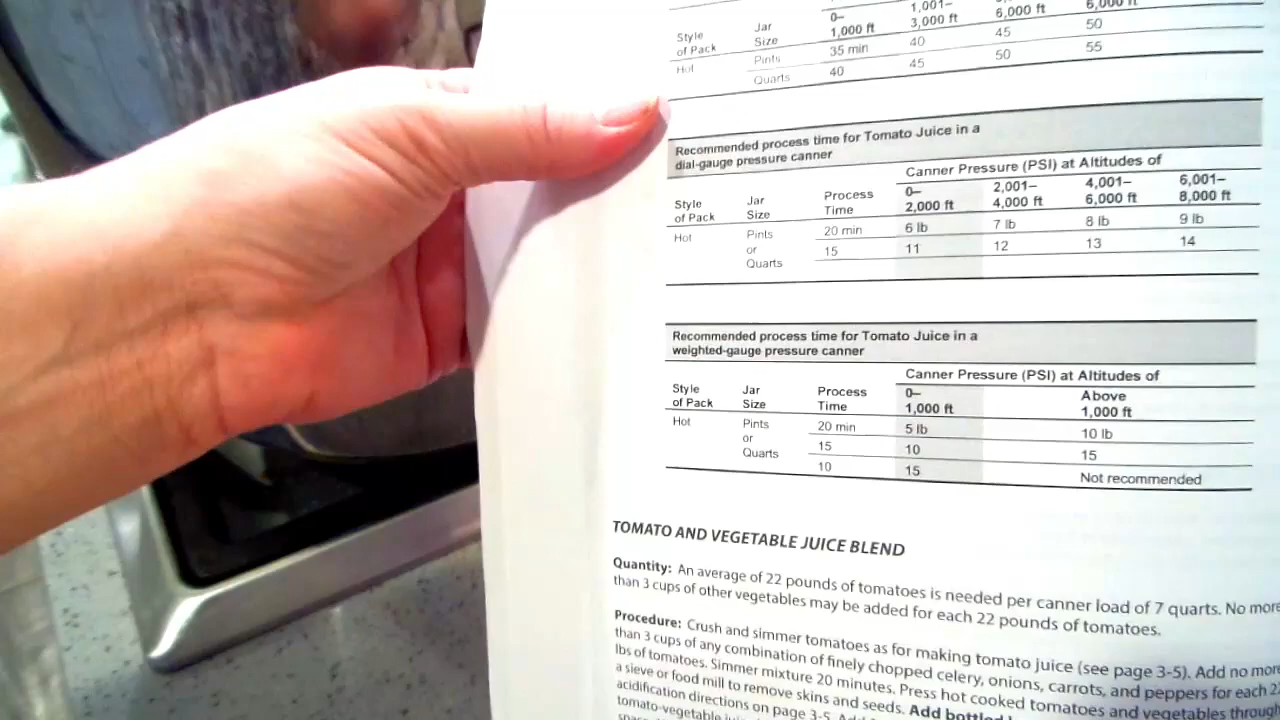 0– 1,001– 6,000 ft
Style Jar 1,000 ft 3,000 ft 6,000 ft
of Pack Size
Hot Pints 35 min 40 45 50
Quarts 40 45 50 55
Recommended process time for Tomato Juice in a
dial-gauge pressure canner
Canner Pressure (PSI) at Altitudes of
Style Jar Process 0– 2,001– 4,001– 6,001–
of Pack Size Time 2,000 ft 4,000 ft 6,000 ft 8,000 ft
Hot Pints 20 min 6 lb 7 lb 8 lb 9 lb
or 15 11 12 13 14
Quarts
Recommended process time for Tomato Juice in a
weighted-gauge pressure canner
Canner Pressure (PSI) at Altitudes of
Style Jar Process 0– Above
of Pack Size Time 1,000 ft 1,000 ft
Hot Pints 20 min 5 lb 10 lb
or 15 10 15
Quarts 10 15 Not recommended
TOMATO AND VEGETABLE JUICE BLEND
Quantity: An average of 22 pounds of tomatoes is needed per canner load of 7 quarts. No more
than 3 cups of other vegetables may be added for each 22 pounds of tomatoes.
Procedure: Crush and simmer tomatoes as for making tomato juice (see page 3-5). Add no more
than 3 cups of any combination of finely chopped celery, onions, carrots, and peppers for each
lbs of tomatoes. Simmer mixture 20 minutes. Press hot cooked tomatoes and vegetables through
a sieve or food mill to remove skins and seeds. Add bottled
acidification directions on page 3-5.
tomato-vegetable